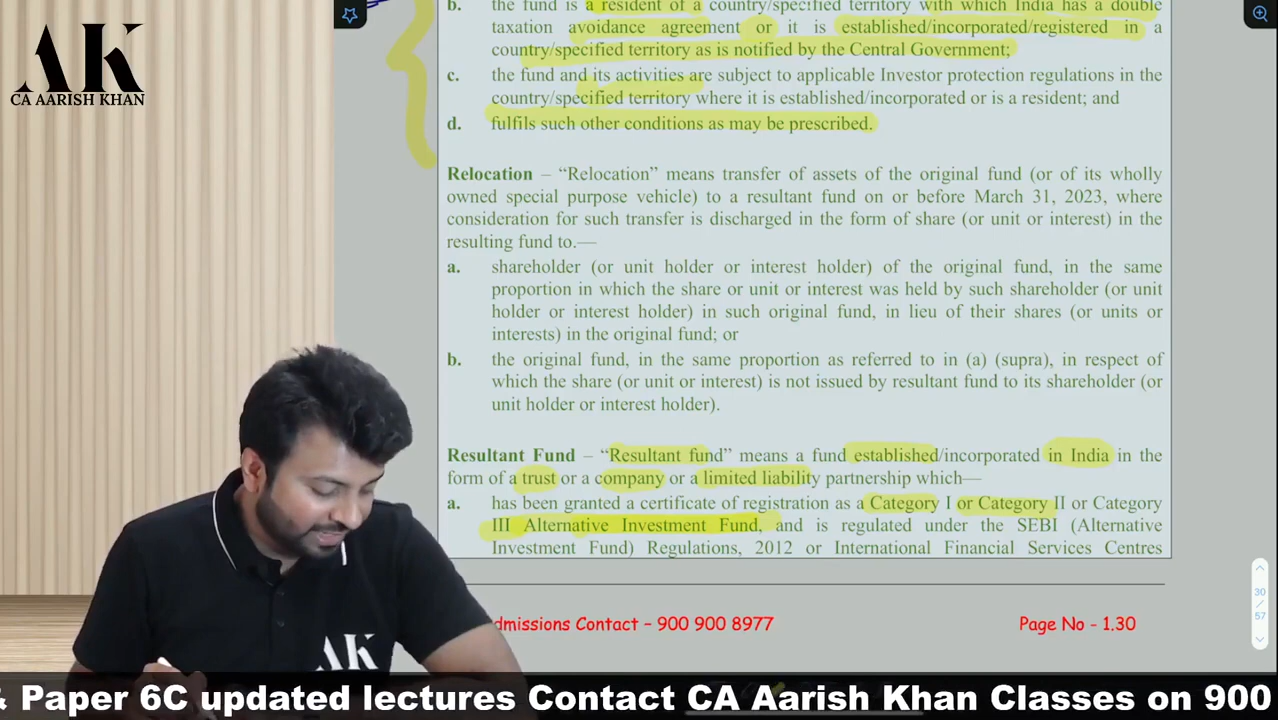 AK
CA AARISH KHAN
b. the fund is a resident of a country/specified territory with which India has a double
taxation avoidance agreement or it is established/incorporated/registered in a
country/specified territory as is notified by the Central Government;
c. the fund and its activities are subject to applicable Investor protection regulations in the
country/specified territory where it is established/incorporated or is a resident; and
d. fulfils such other conditions as may be prescribed.
Relocation – “Relocation” means transfer of assets of the original fund (or of its wholly
owned special purpose vehicle) to a resultant fund on or before March 31, 2023, where
consideration for such transfer is discharged in the form of share (or unit or interest) in the
resulting fund to.—
a. shareholder (or unit holder or interest holder) of the original fund, in the same
proportion in which the share or unit or interest was held by such shareholder (or unit
holder or interest holder) in such original fund, in lieu of their shares (or units or
interests) in the original fund; or
b. the original fund, in the same proportion as referred to in (a) (supra), in respect of
which the share (or unit or interest) is not issued by resultant fund to its shareholder (or
unit holder or interest holder).
Resultant Fund – “Resultant fund” means a fund established/incorporated in India in the
form of a trust or a company or a limited liability partnership which—
a. has been granted a certificate of registration as a Category I or Category II or Category
III Alternative Investment Fund, and is regulated under the SEBI (Alternative
Investment Fund) Regulations, 2012 or International Financial Services Centres
30
/
57
dmissions Contact – 900 900 8977
Page No - 1.30
AK
& Paper 6C updated lectures Contact CA Aarish Khan Classes on 900